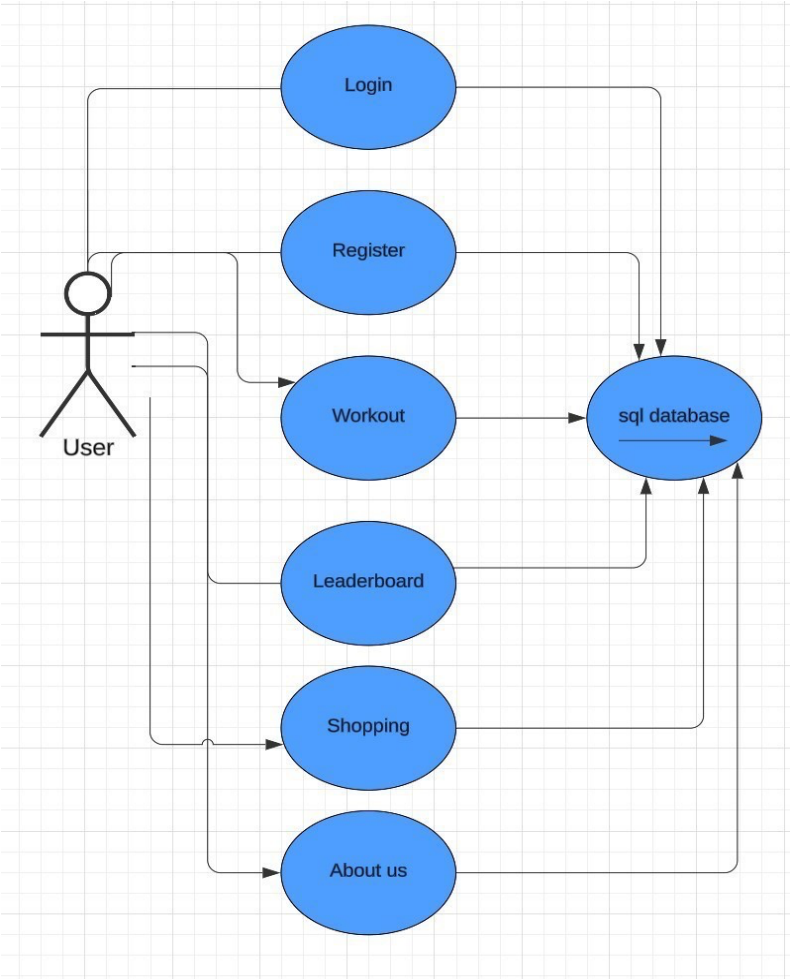 Login
Register
Workout
sql database
User
Leaderboard
Shopping
About us